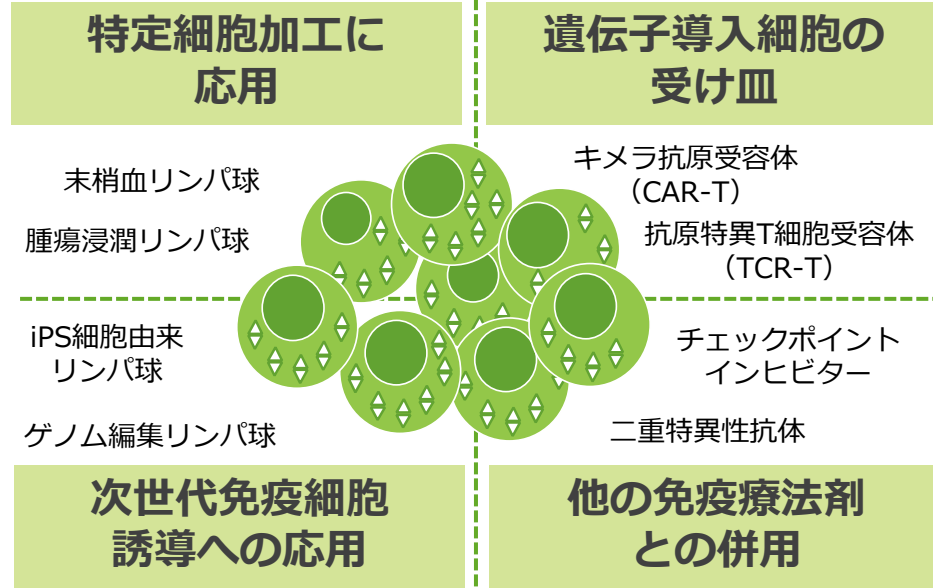 特定細胞加工に
応用
末梢血リンパ球
腫瘍浸潤リンパ球
遺伝子導入細胞の
受け皿
キメラ抗原受容体
（CAR-T）
抗原特異T細胞受容体
（TCR-T）
iPS細胞由来
リンパ球
ゲノム編集リンパ球
次世代免疫細胞
誘導への応用
チェックポイント
インヒビター
二重特異性抗体
他の免疫療法剤
との併用